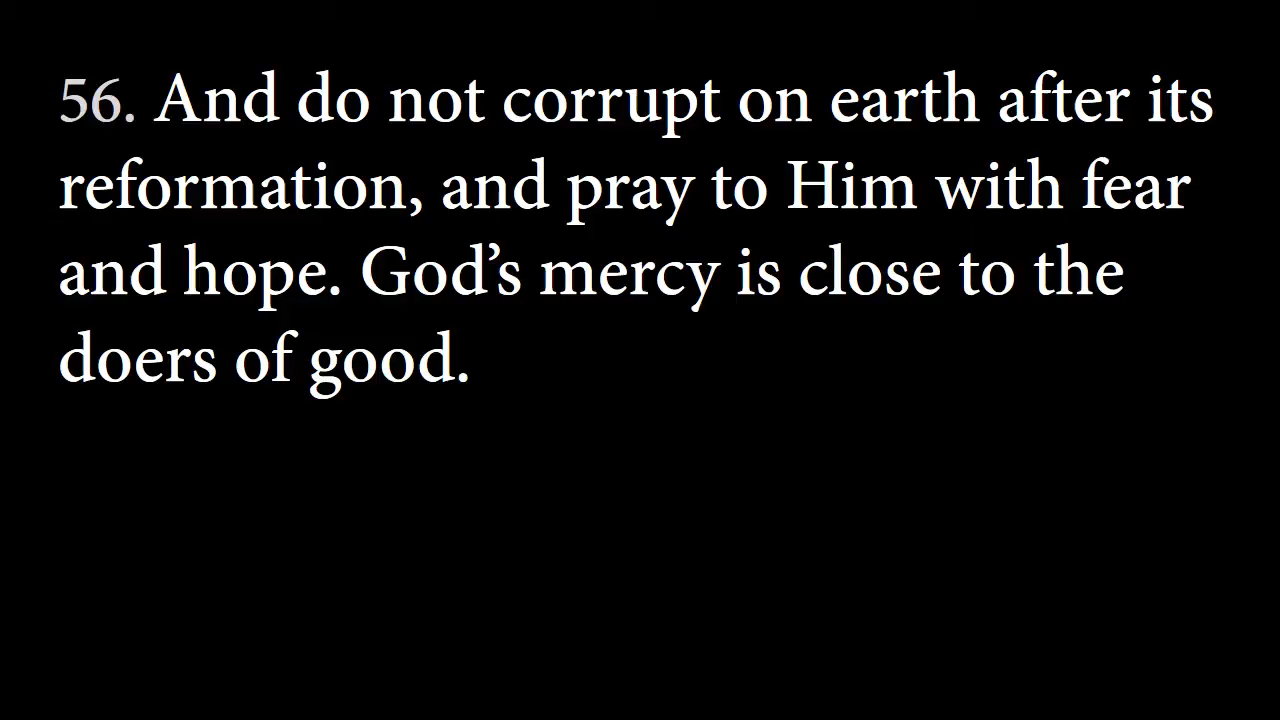 56. And do not corrupt on earth after its
reformation, and pray to Him with fear
and hope. God’s mercy is close to the
doers of good.